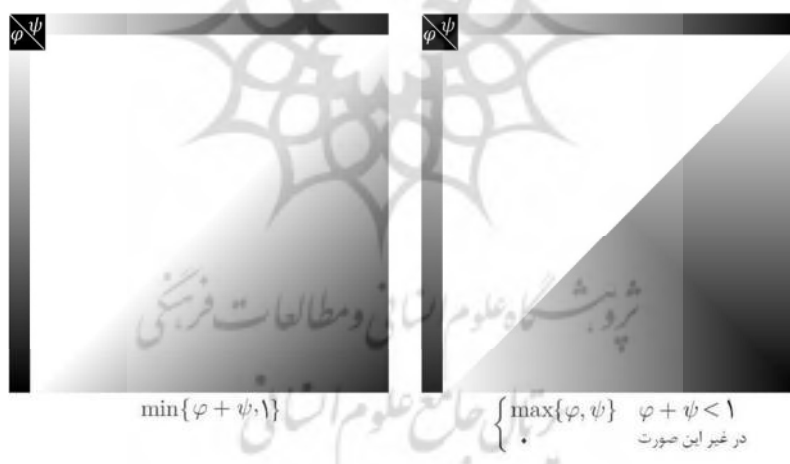 φ ψ
φ ψ
پژوهشگاه علوم انسانی و مطالعات فرهنگی
پرتال جامع علوم انسانی
min{φ + ψ, ۱}
{ max{φ, ψ} φ + ψ < ۱
۰ در غیر این صورت